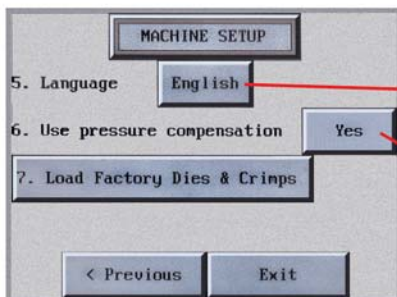 MACHINE SETUP
5. Language English
6. Use pressure compensation Yes
7. Load Factory Dies & Crimps
< Previous Exit